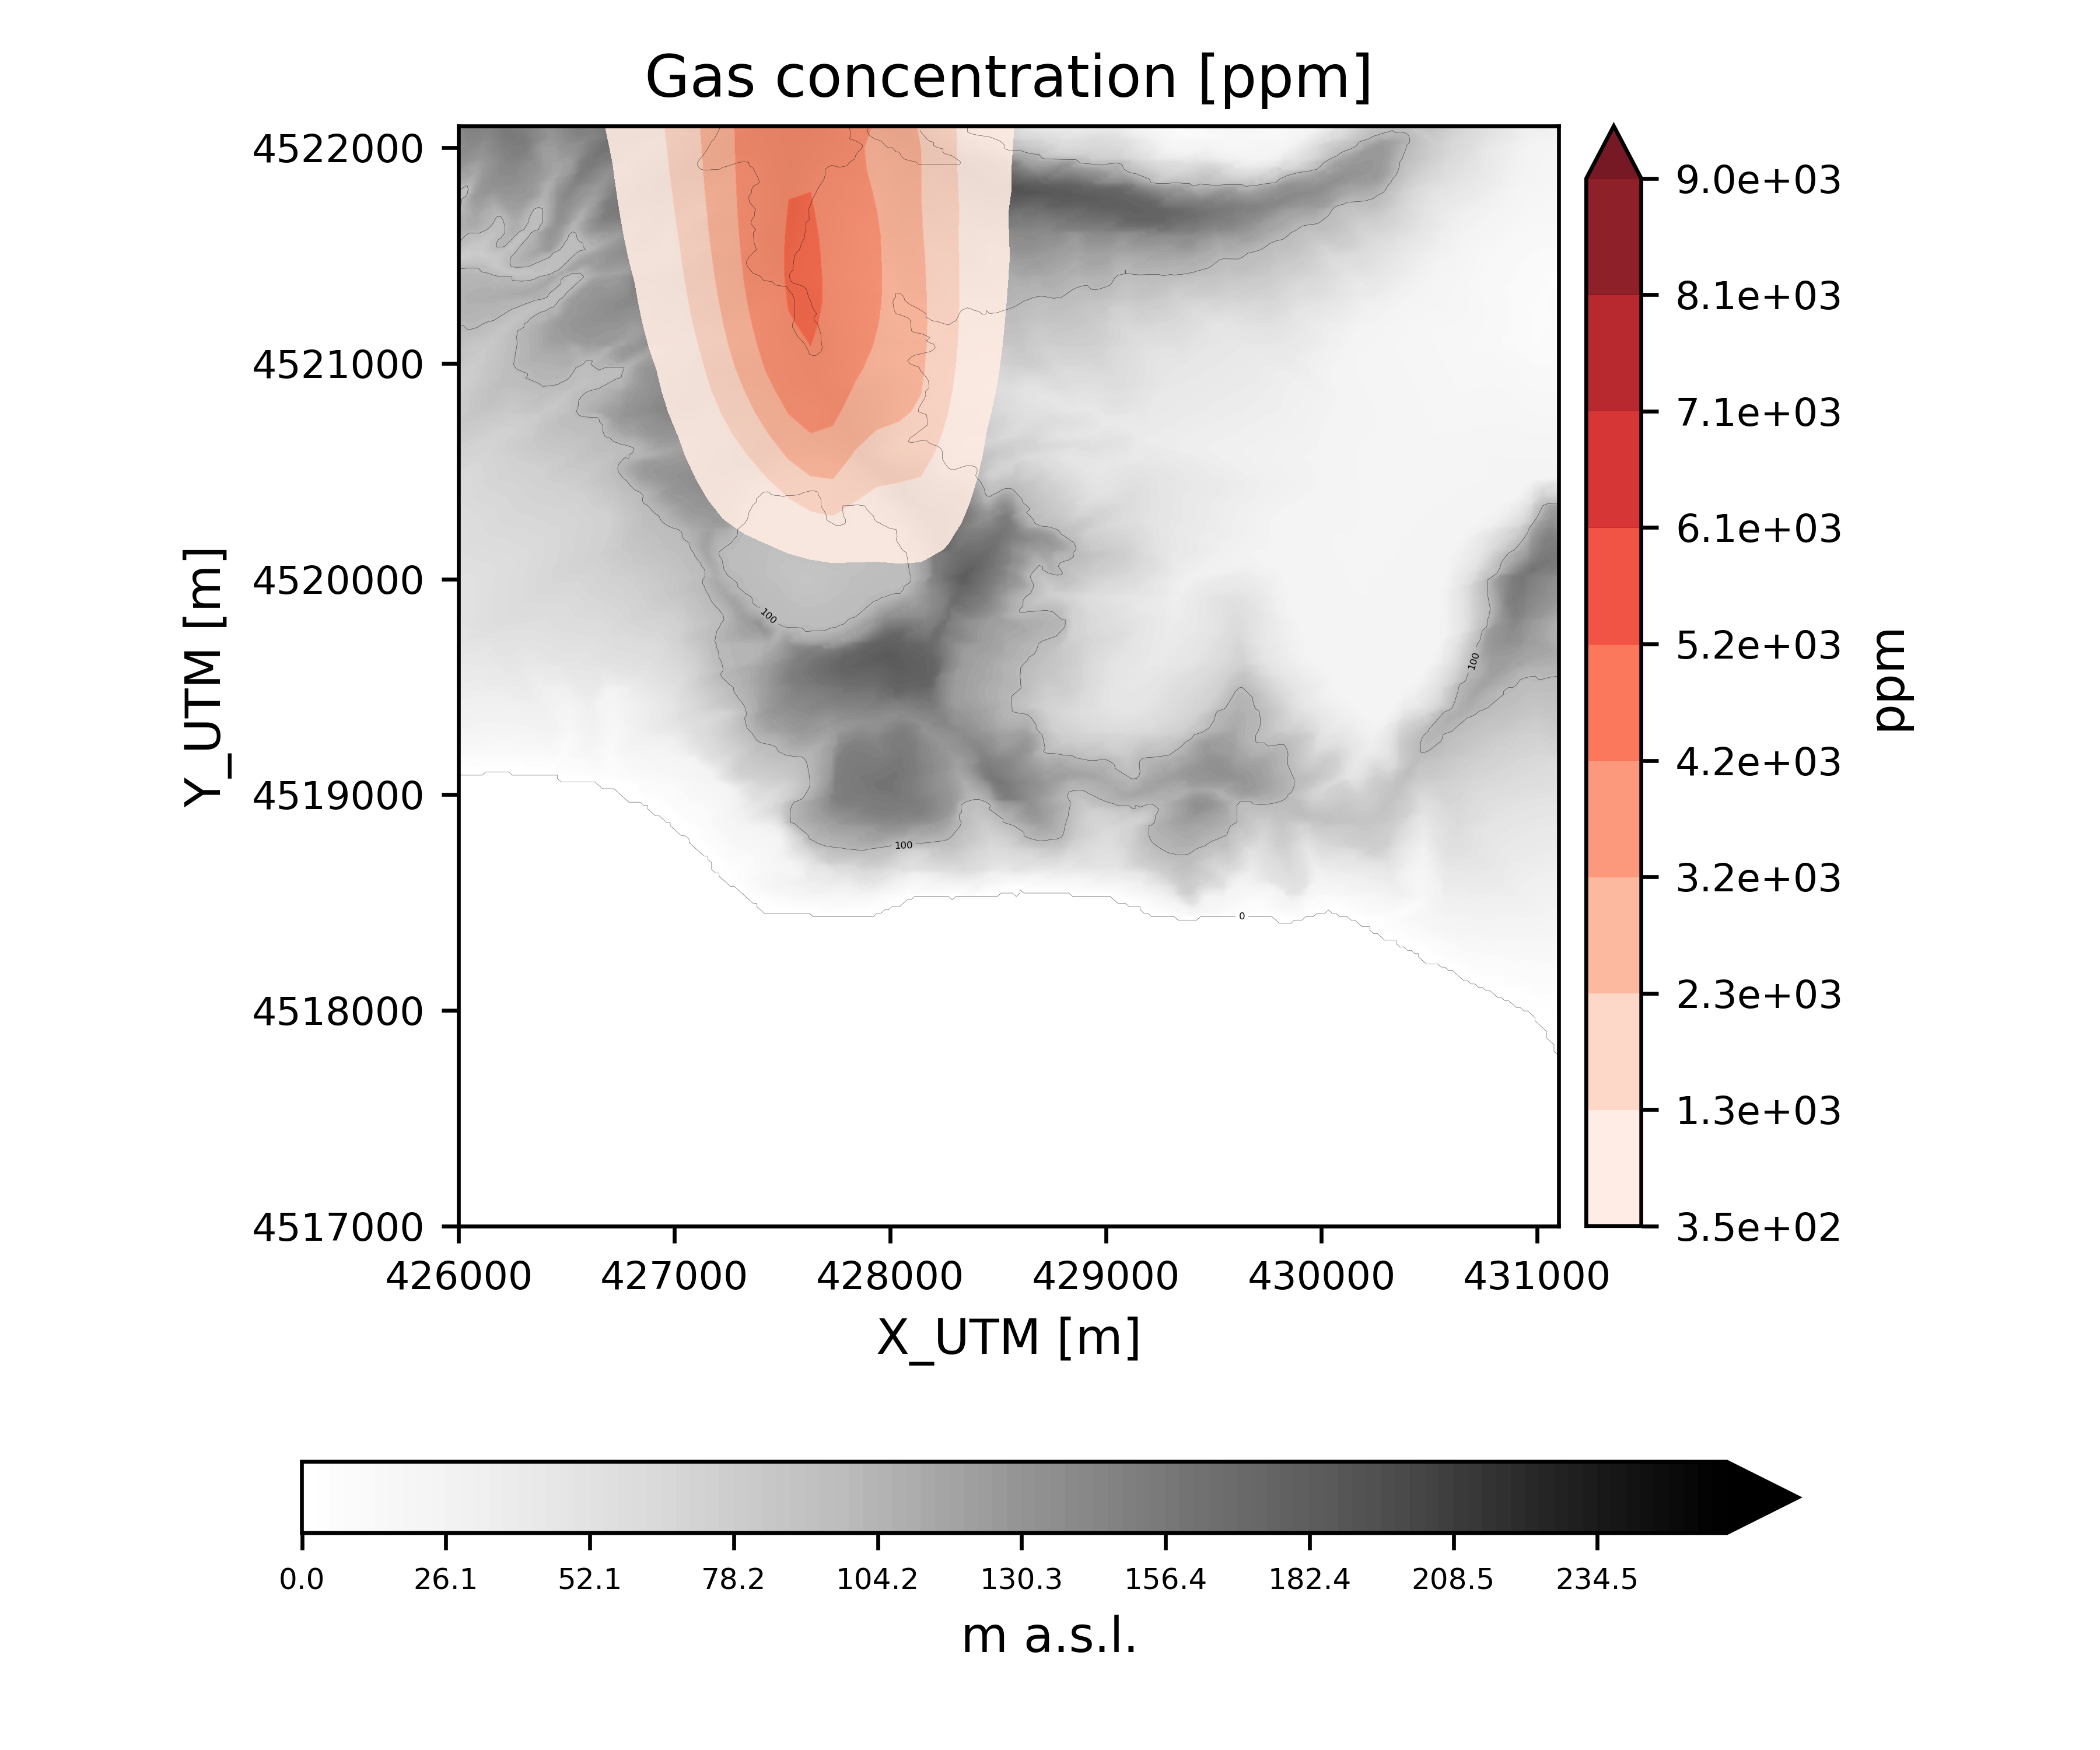 Gas concentration [ppm]
4522000
4521000
4520000
4519000
4518000
4517000
Y_UTM [m]
426000 427000 428000 429000 430000 431000
X_UTM [m]
100
100
100
0
9.0e+03
8.1e+03
7.1e+03
6.1e+03
5.2e+03
4.2e+03
3.2e+03
2.3e+03
1.3e+03
3.5e+02
ppm
0.0 26.1 52.1 78.2 104.2 130.3 156.4 182.4 208.5 234.5
m a.s.l.